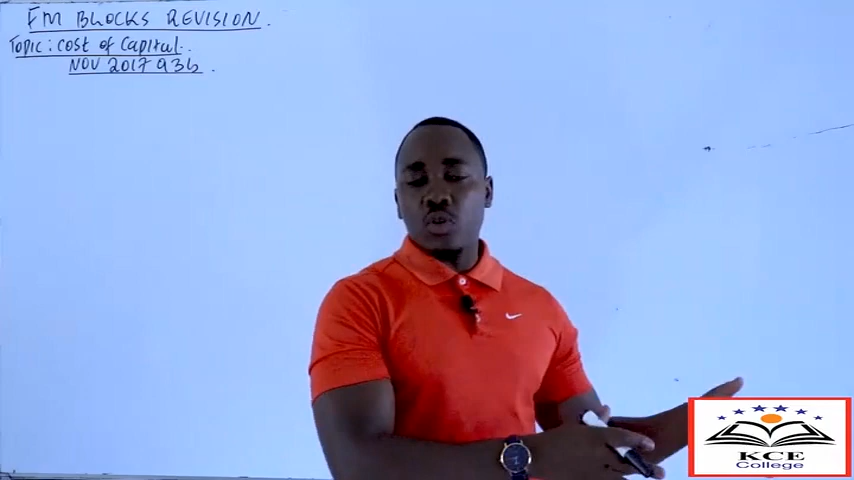 FM BLOCKS REVISION.
Topic: Cost of Capital.
NOV 2017 Q3b.
KCE
College